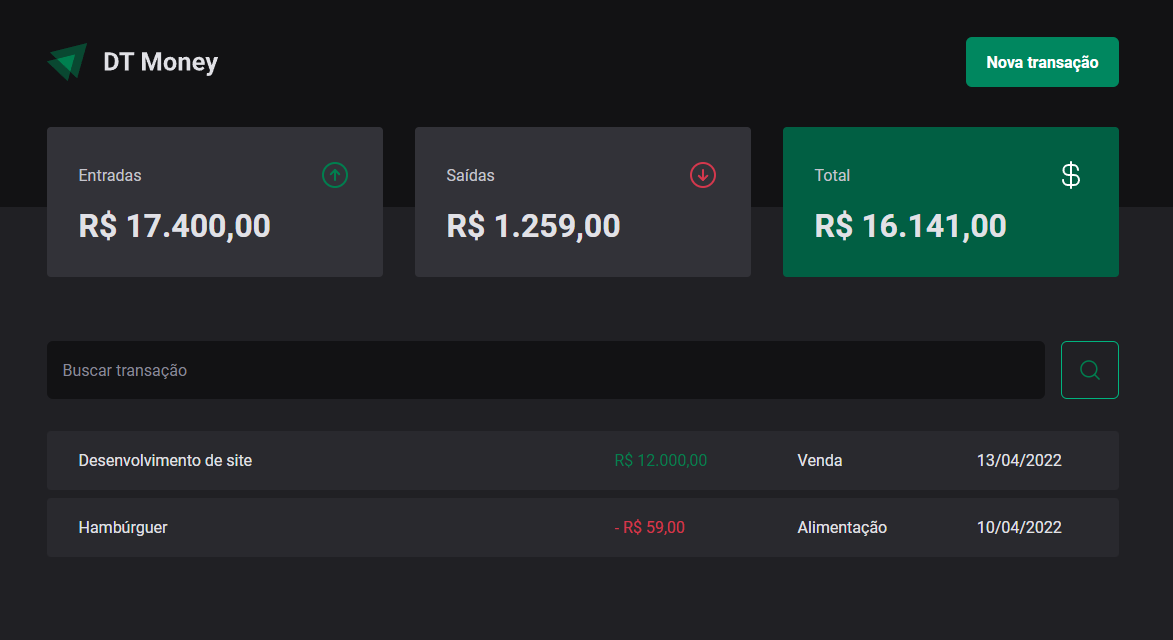 DT Money
Nova transação
Entradas
Saídas
Total
$
R$ 17.400,00
R$ 1.259,00
R$ 16.141,00
Buscar transação
Desenvolvimento de site R$ 12.000,00 Venda 13/04/2022
Hambúrguer - R$ 59,00 Alimentação 10/04/2022